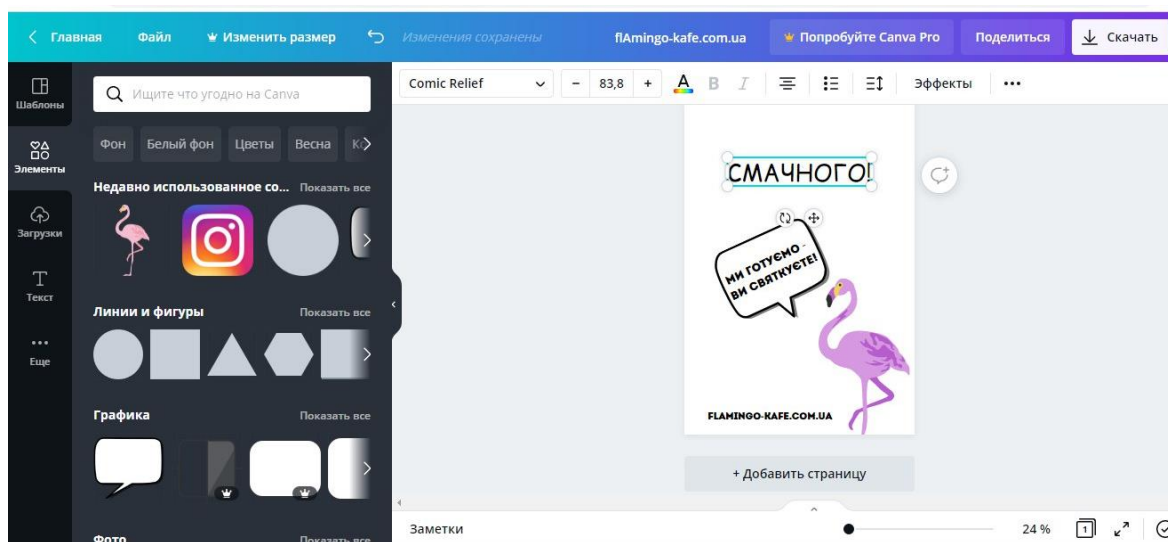 Главная Файл Изменить размер Изменения сохранены flAmingo-kafe.com.ua Попробуйте Canva Pro Поделиться Скачать
Шаблоны
Элементы
Загрузки
Текст
Еще
Ищите что угодно на Canva
Фон Белый фон Цветы Весна
Недавно использованное со... Показать все
Линии и фигуры Показать все
Графика Показать все
Фото Показать все
Comic Relief – 83,8 + A B I Эффекты
СМАЧНОГО!
МИ ГОТУЄМО -
ВИ СВЯТКУЄТЕ!
FLAMINGO-KAFE.COM.UA
+ Добавить страницу
Заметки 24 % 1